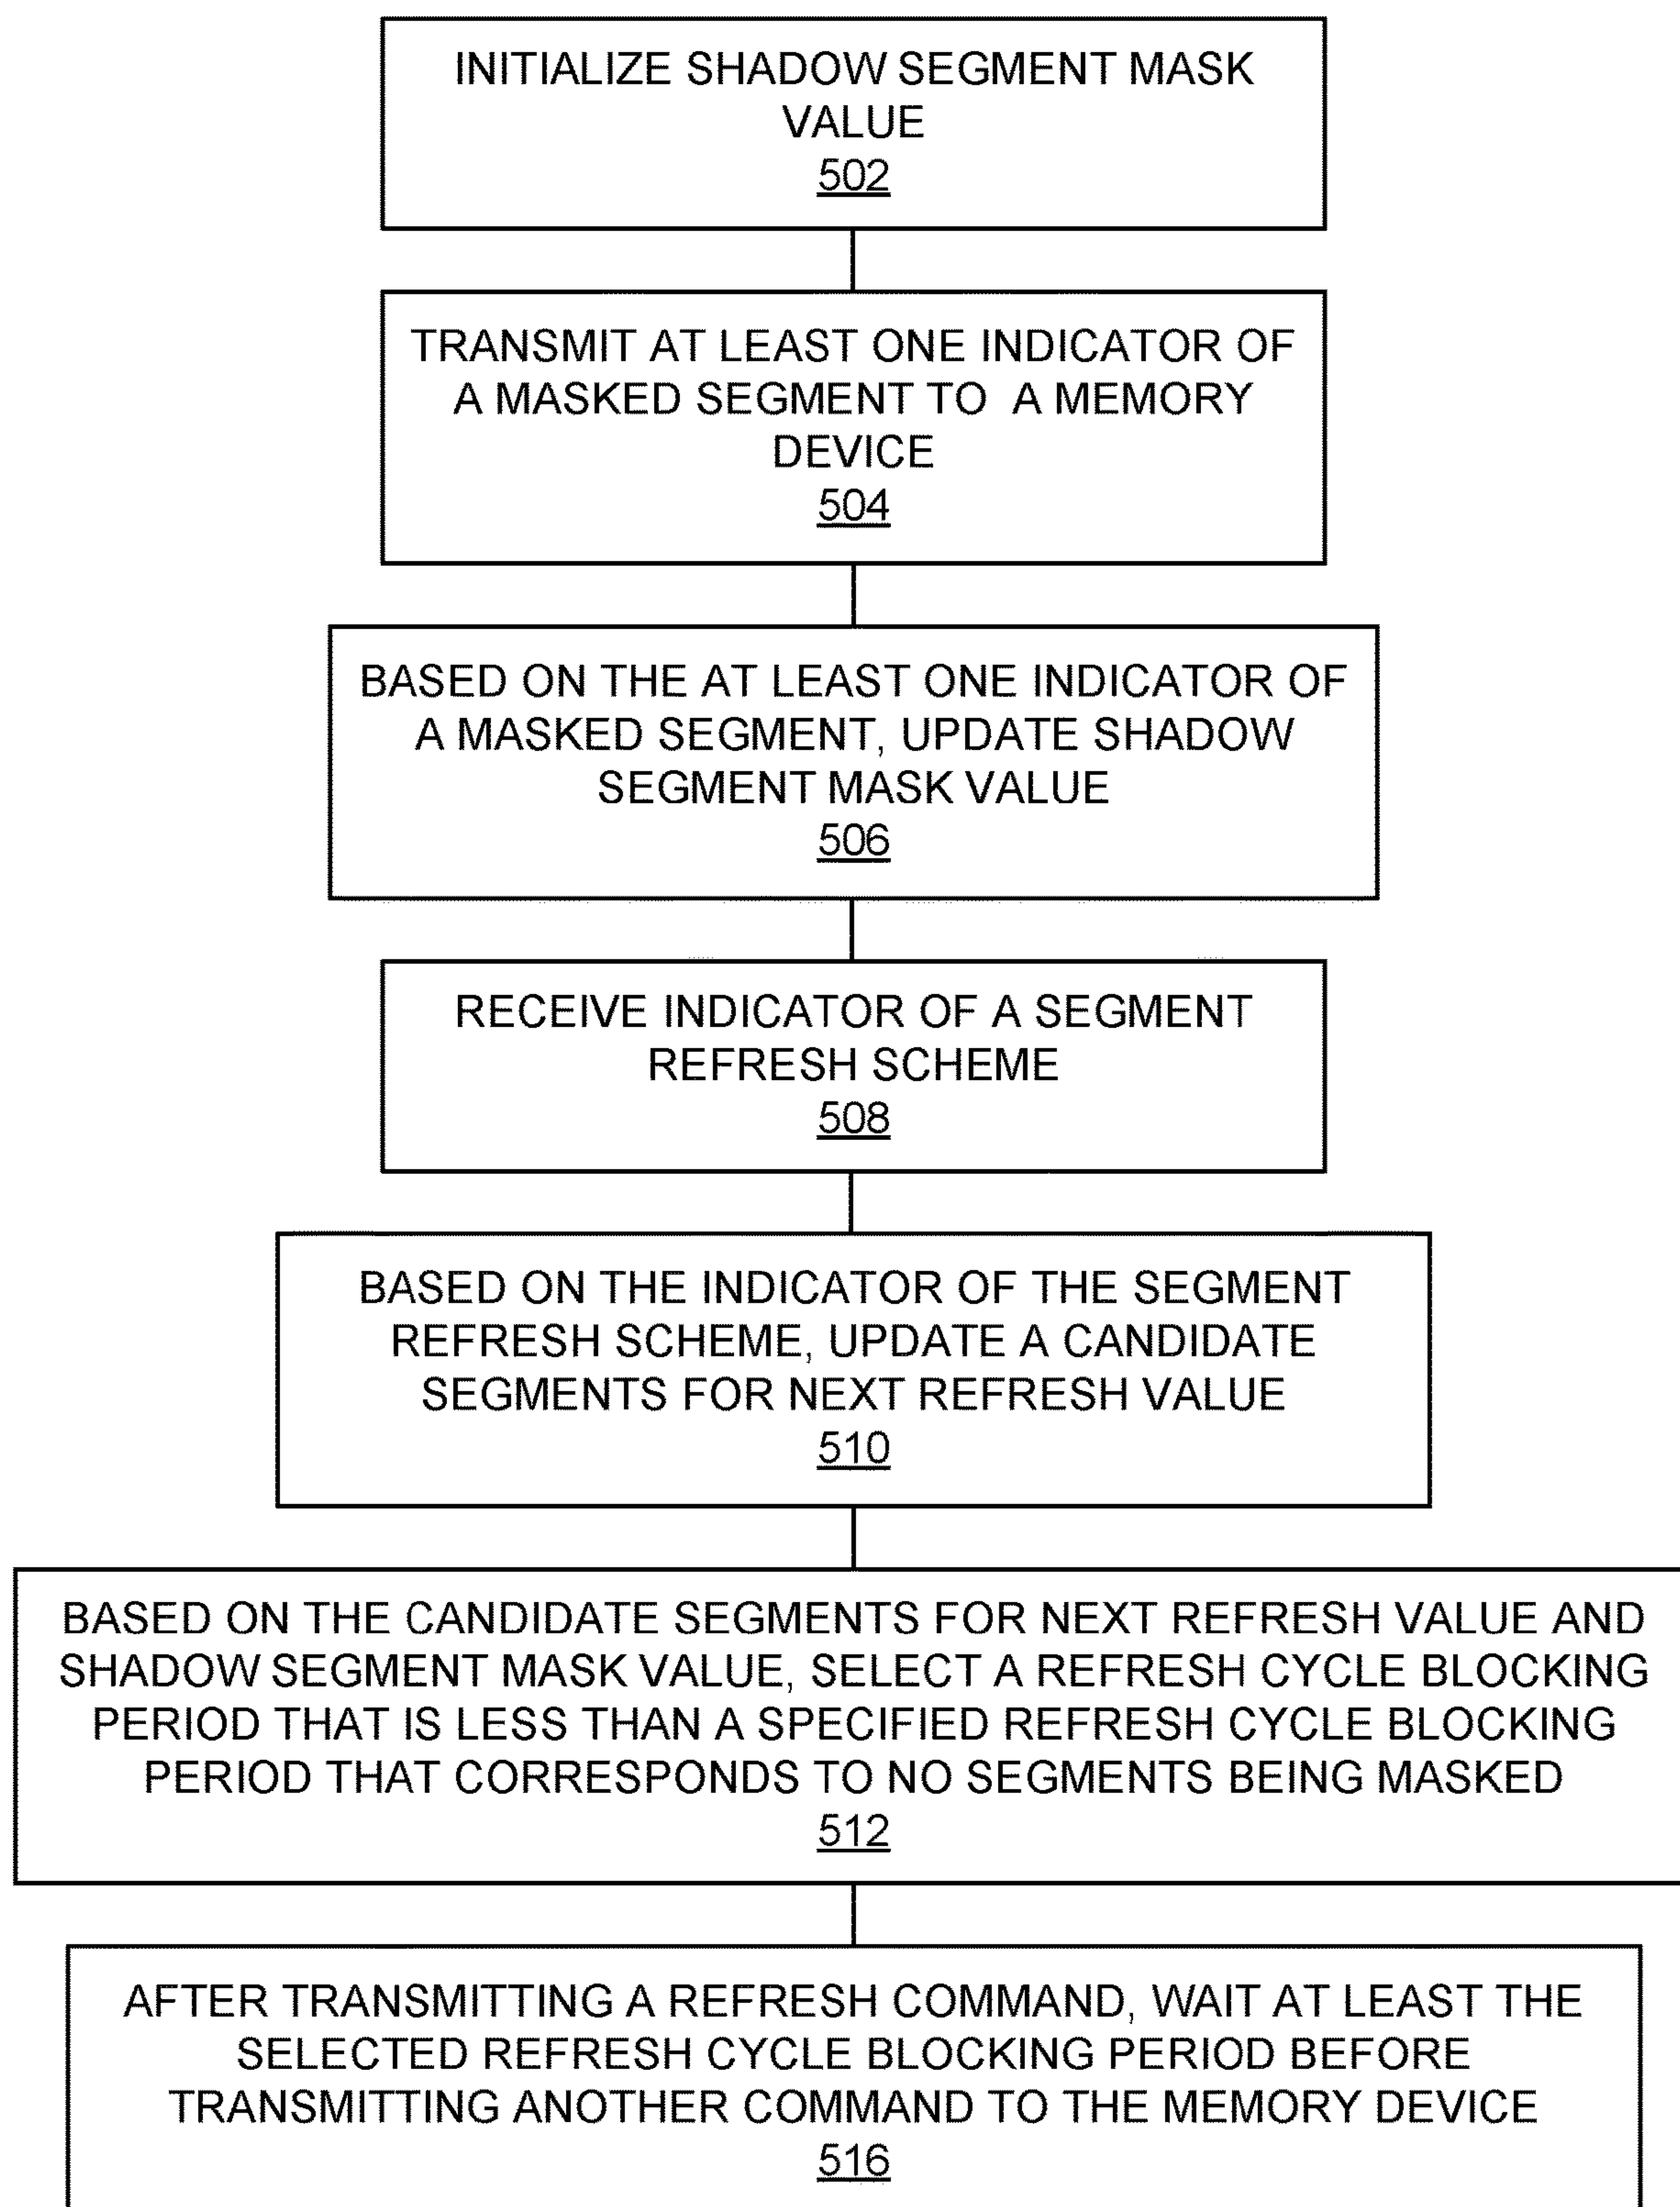 INITIALIZE SHADOW SEGMENT MASK
VALUE
502
TRANSMIT AT LEAST ONE INDICATOR OF
A MASKED SEGMENT TO A MEMORY
DEVICE
504
BASED ON THE AT LEAST ONE INDICATOR OF
A MASKED SEGMENT, UPDATE SHADOW
SEGMENT MASK VALUE
506
RECEIVE INDICATOR OF A SEGMENT
REFRESH SCHEME
508
BASED ON THE INDICATOR OF THE SEGMENT
REFRESH SCHEME, UPDATE A CANDIDATE
SEGMENTS FOR NEXT REFRESH VALUE
510
BASED ON THE CANDIDATE SEGMENTS FOR NEXT REFRESH VALUE AND
SHADOW SEGMENT MASK VALUE, SELECT A REFRESH CYCLE BLOCKING
PERIOD THAT IS LESS THAN A SPECIFIED REFRESH CYCLE BLOCKING
PERIOD THAT CORRESPONDS TO NO SEGMENTS BEING MASKED
512
AFTER TRANSMITTING A REFRESH COMMAND, WAIT AT LEAST THE
SELECTED REFRESH CYCLE BLOCKING PERIOD BEFORE
TRANSMITTING ANOTHER COMMAND TO THE MEMORY DEVICE
516